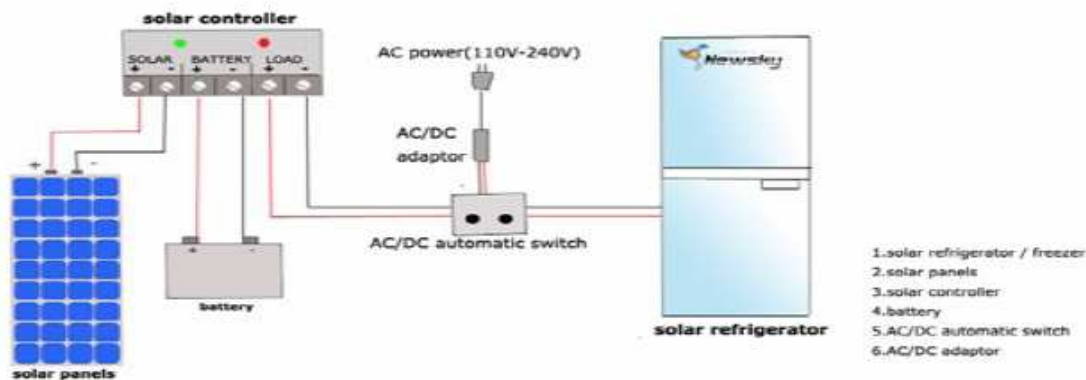 solar controller
SOLAR BATTERY LOAD
+ - + - + -
AC power(110V-240V)
Newsky
AC/DC
adaptor
+ -
AC/DC automatic switch
+ -
battery
solar refrigerator
solar panels
1.solar refrigerator / freezer
2.solar panels
3.solar controller
4.battery
5.AC/DC automatic switch
6.AC/DC adaptor